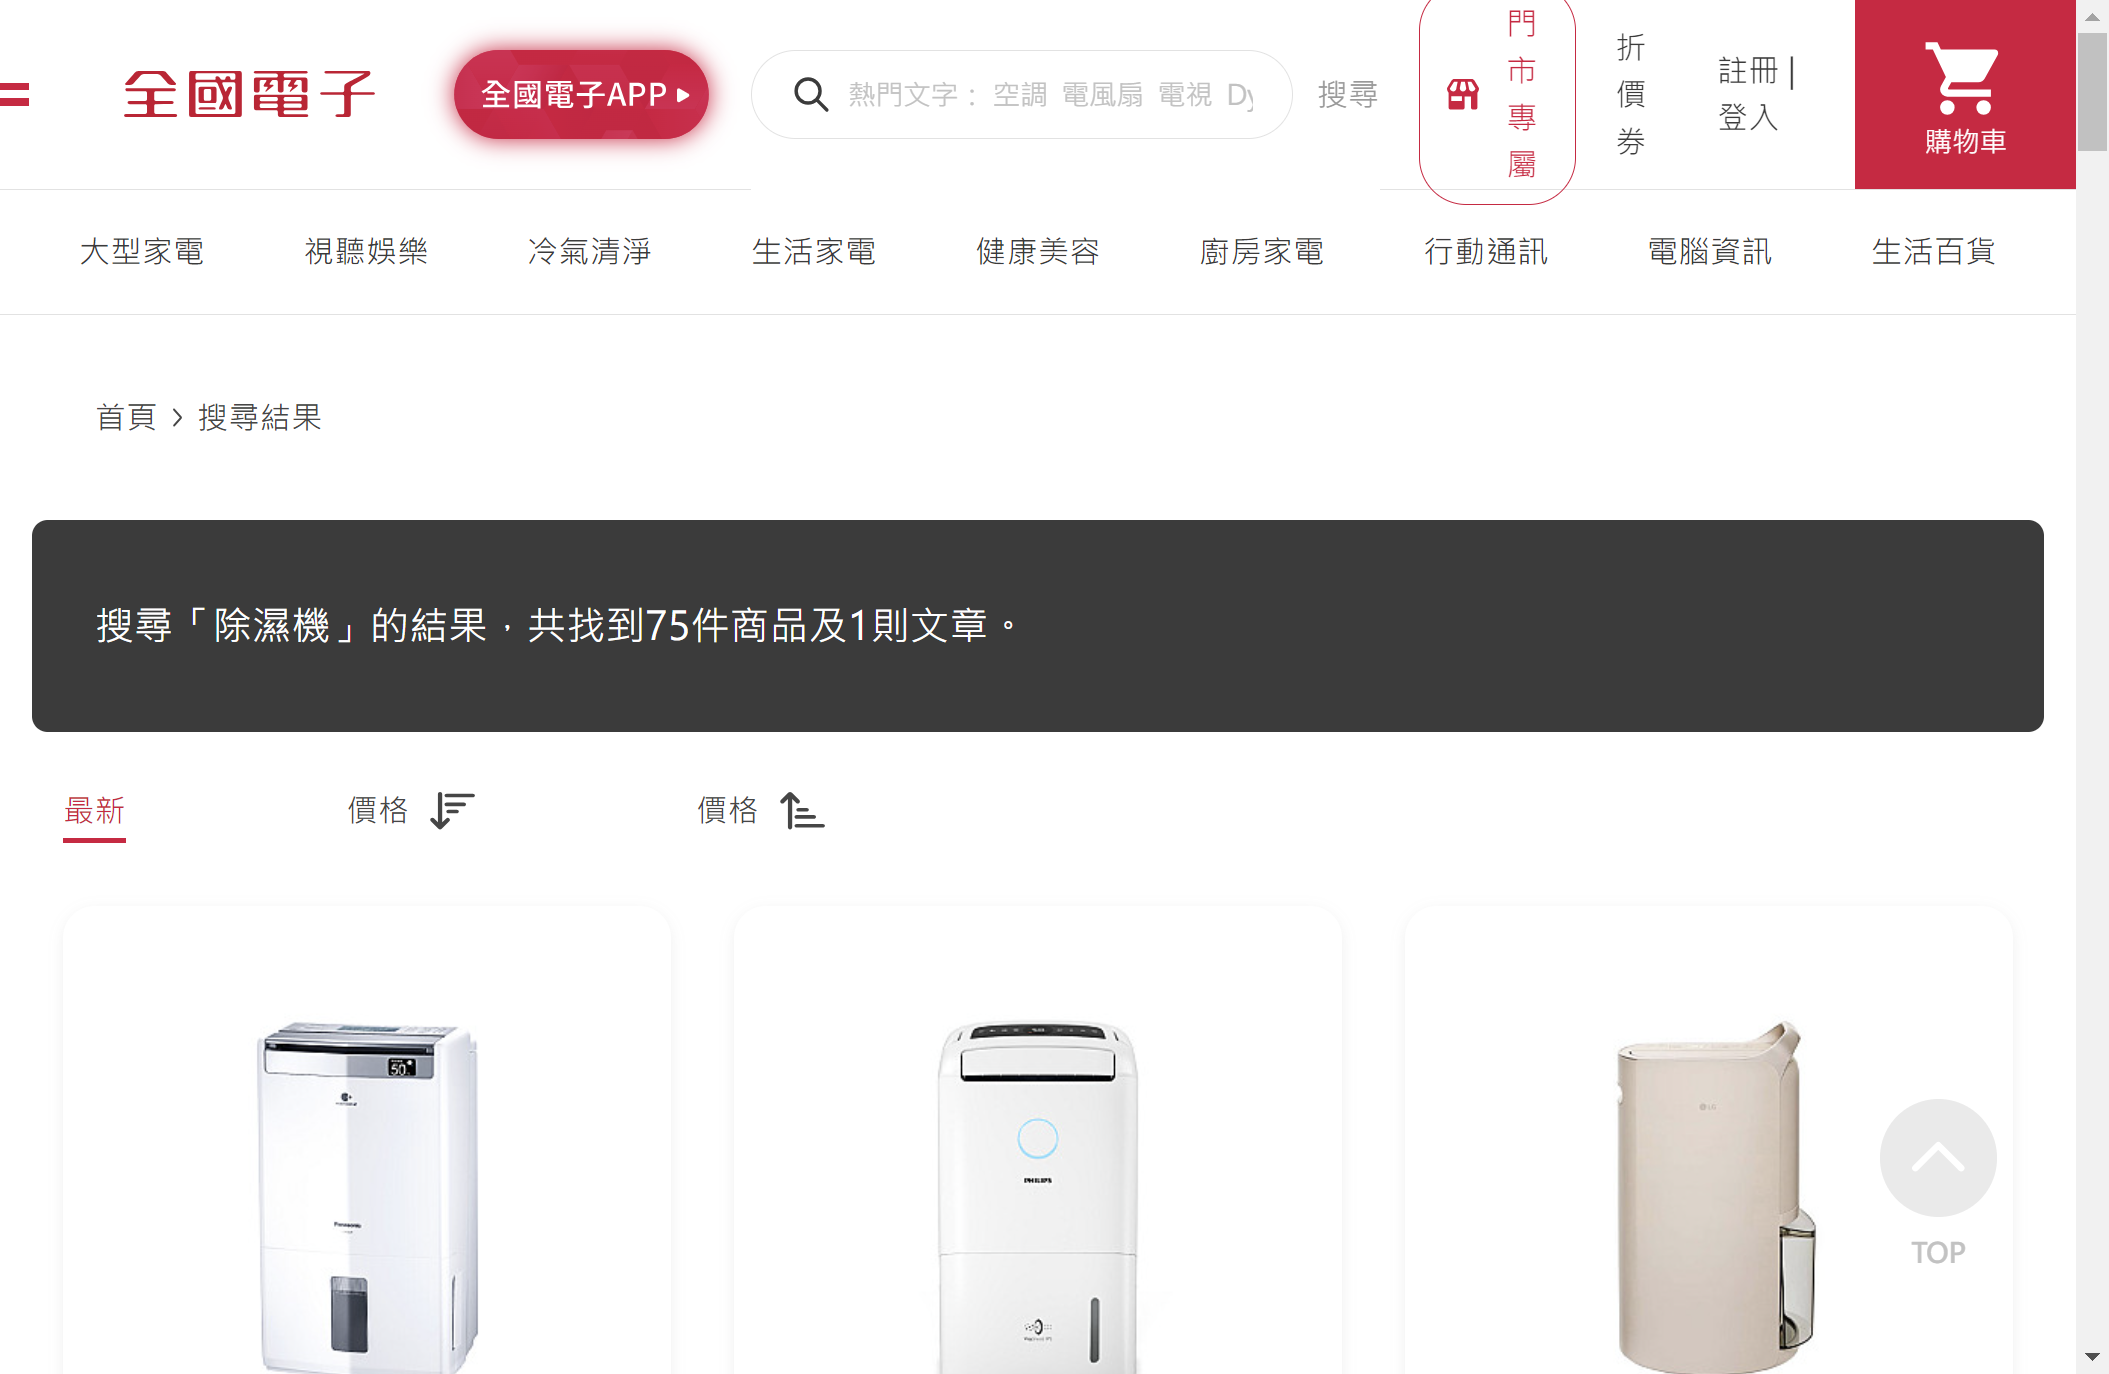 全國電子
全國電子APP
熱門文字： 空調 電風扇 電視 Dy
搜尋
門市專屬
折價券
註冊 |
登入
購物車
大型家電 視聽娛樂 冷氣清淨 生活家電 健康美容 廚房家電 行動通訊 電腦資訊 生活百貨
首頁 > 搜尋結果
搜尋「除濕機」的結果，共找到75件商品及1則文章。
最新 價格 價格
50
Panasonic
PHILIPS
LG
TOP